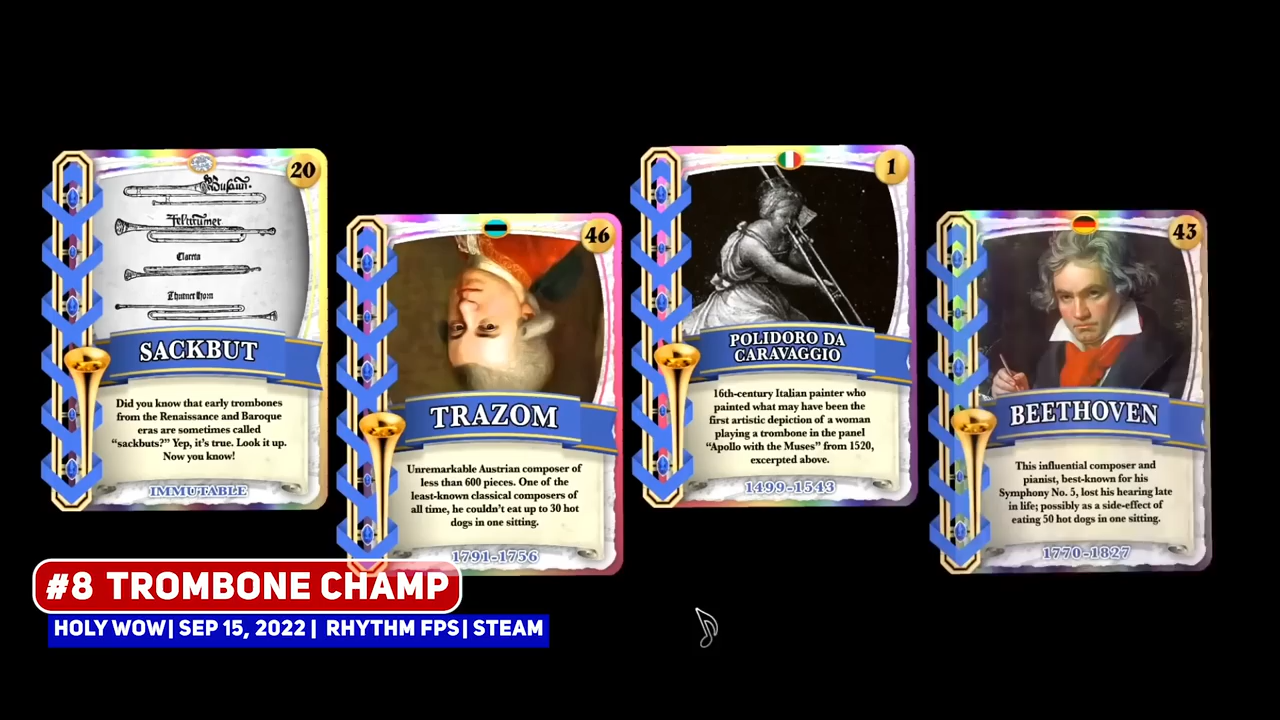 20
Busaun.
Felttrumet
Clareta
Thurner Horn
SACKBUT
Did you know that early trombones
from the Renaissance and Baroque
eras are sometimes called
“sackbuts?” Yep, it’s true. Look it up.
Now you know!
IMMUTABLE
46
TRAZOM
Unremarkable Austrian composer of
less than 600 pieces. One of the
least-known classical composers of
all time, he couldn’t eat up to 30 hot
dogs in one sitting.
1791-1756
1
POLIDORO DA
CARAVAGGIO
16th-century Italian painter who
painted what may have been the
first artistic depiction of a woman
playing a trombone in the panel
“Apollo with the Muses” from 1520,
excerpted above.
1499-1543
43
BEETHOVEN
This influential composer and
pianist, best-known for his
Symphony No. 5, lost his hearing late
in life; possibly as a side-effect of
eating 50 hot dogs in one sitting.
1770-1827
#8 TROMBONE CHAMP
HOLY WOW| SEP 15, 2022 | RHYTHM FPS| STEAM